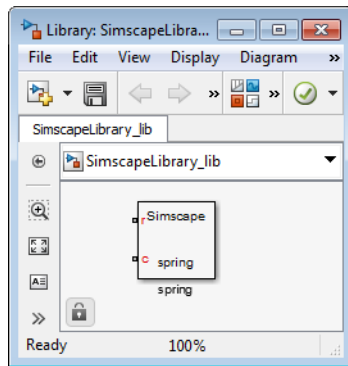 Library: SimscapeLibra...
File Edit View Display Diagram »
» »
SimscapeLibrary_lib
SimscapeLibrary_lib
r Simscape
c spring
spring
A
»
Ready 100%